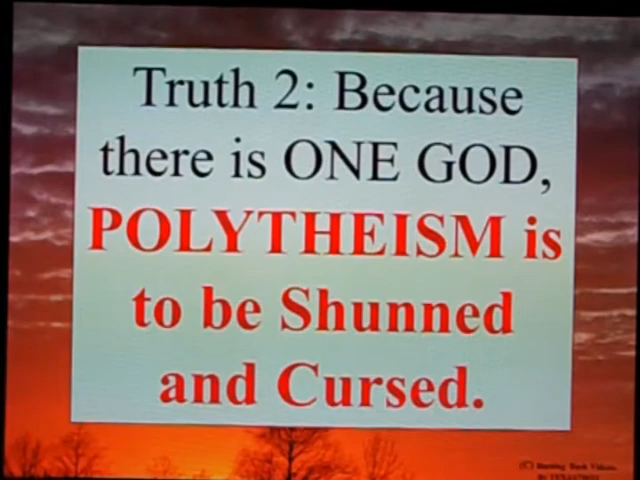 Truth 2: Because
there is ONE GOD,
POLYTHEISM is
to be Shunned
and Cursed.